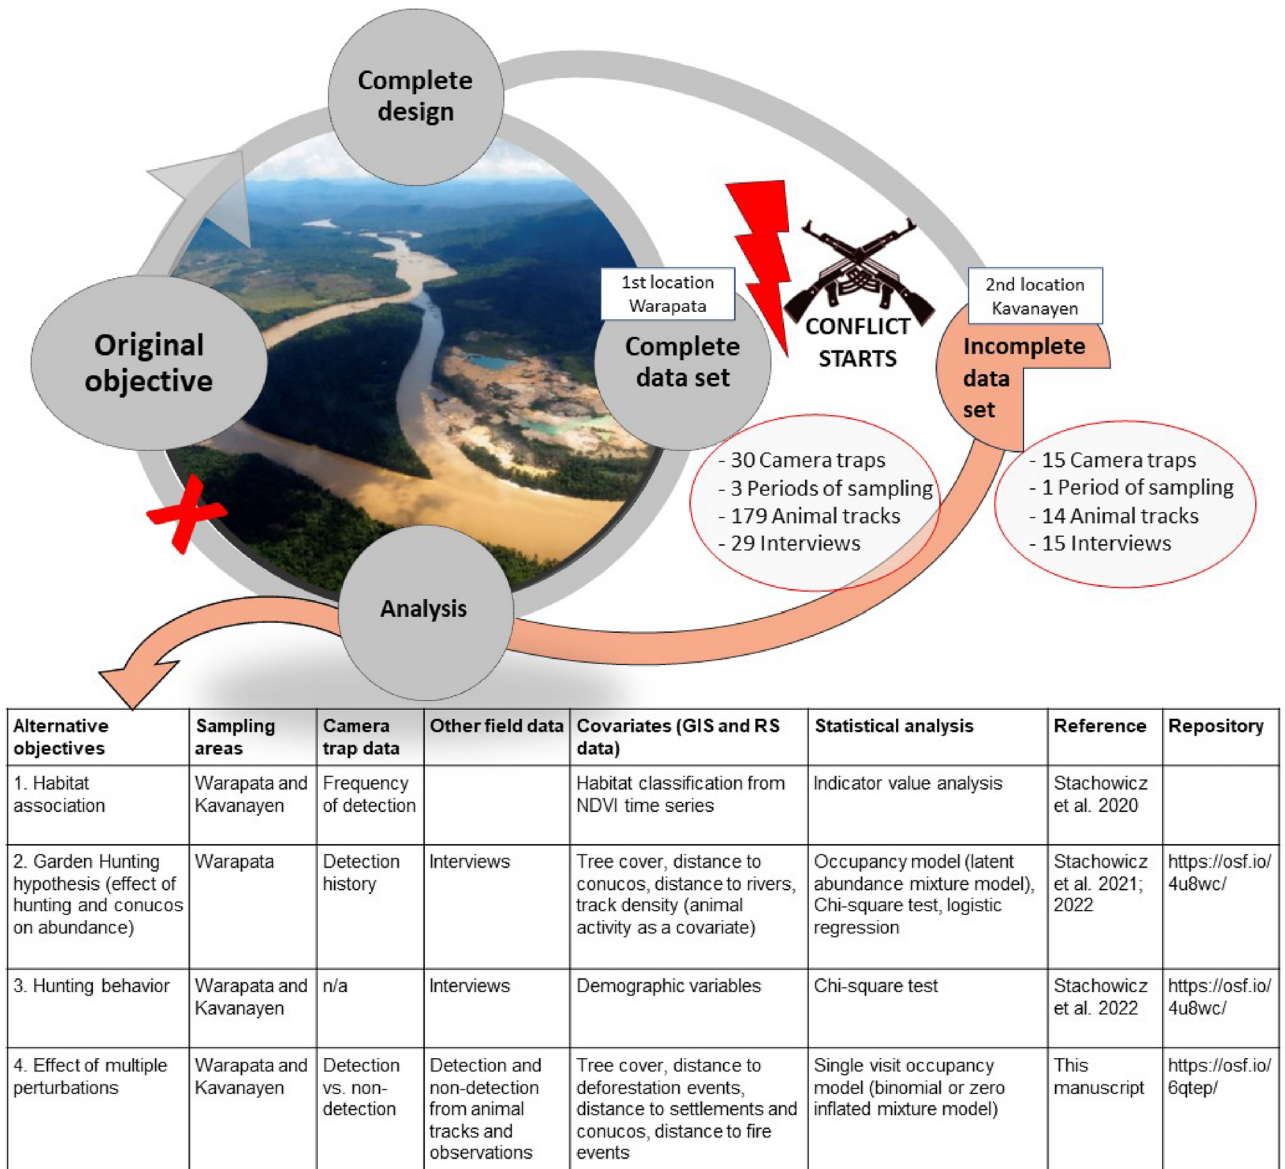 Complete
design
1st location
Warapata
Complete
data set
CONFLICT
STARTS
2nd location
Kavanayen
Incomplete
data
set
Original
objective
- 30 Camera traps
- 3 Periods of sampling
- 179 Animal tracks
- 29 Interviews
- 15 Camera traps
- 1 Period of sampling
- 14 Animal tracks
- 15 Interviews
Analysis
Alternative
objectives
Sampling
areas
Camera
trap data
Other field data
Covariates (GIS and RS
data)
Statistical analysis
Reference
Repository
1. Habitat
association
Warapata and
Kavanayen
Frequency
of detection
Habitat classification from
NDVI time series
Indicator value analysis
Stachowicz
et al. 2020
2. Garden Hunting
hypothesis (effect of
hunting and conucos
on abundance)
Warapata
Detection
history
Interviews
Tree cover, distance to
conucos, distance to rivers,
track density (animal
activity as a covariate)
Occupancy model (latent
abundance mixture model),
Chi-square test, logistic
regression
Stachowicz
et al. 2021;
2022
https://osf.io/
4u8wc/
3. Hunting behavior
Warapata and
Kavanayen
n/a
Interviews
Demographic variables
Chi-square test
Stachowicz
et al. 2022
https://osf.io/
4u8wc/
4. Effect of multiple
perturbations
Warapata and
Kavanayen
Detection
vs. non-
detection
Detection and
non-detection
from animal
tracks and
observations
Tree cover, distance to
deforestation events,
distance to settlements and
conucos, distance to fire
events
Single visit occupancy
model (binomial or zero
inflated mixture model)
This
manuscript
https://osf.io/
6qtep/